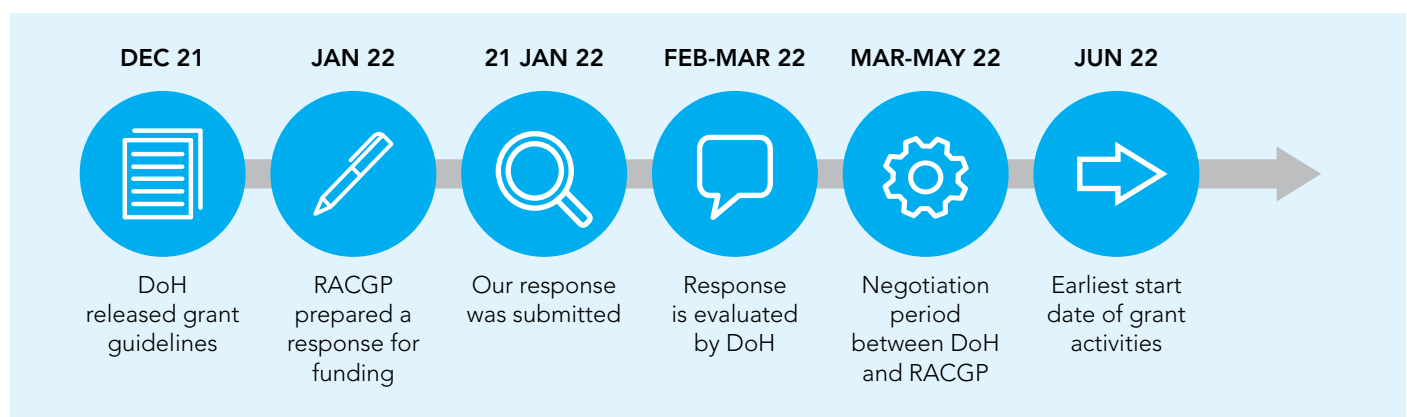 DEC 21
DoH
released grant
guidelines
JAN 22
RACGP
prepared a
response for
funding
21 JAN 22
Our response
was submitted
FEB-MAR 22
Response
is evaluated
by DoH
MAR-MAY 22
Negotiation
period
between DoH
and RACGP
JUN 22
Earliest start
date of grant
activities